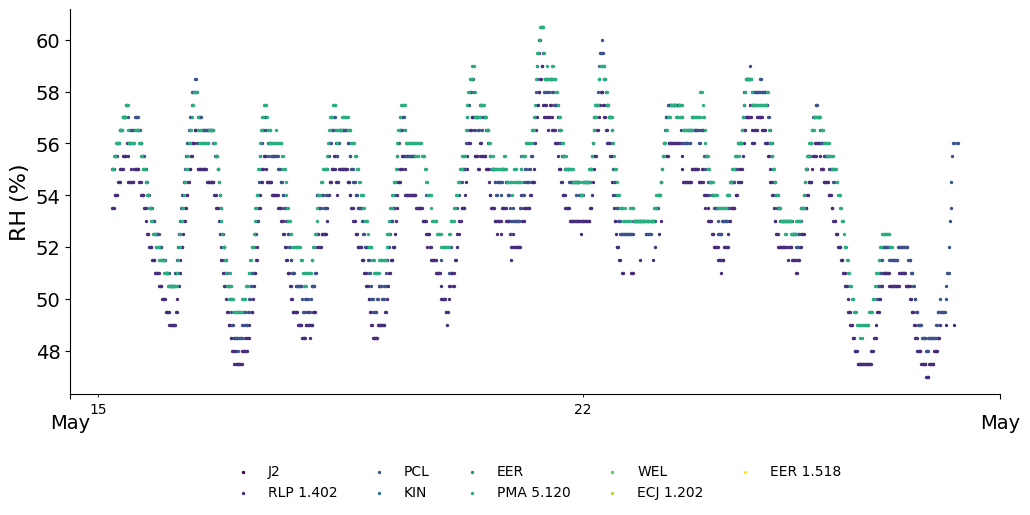 60
58
56
54
52
50
48
RH (%)
15
22
May
May
J2
PCL
EER
WEL
EER 1.518
RLP 1.402
KIN
PMA 5.120
ECJ 1.202